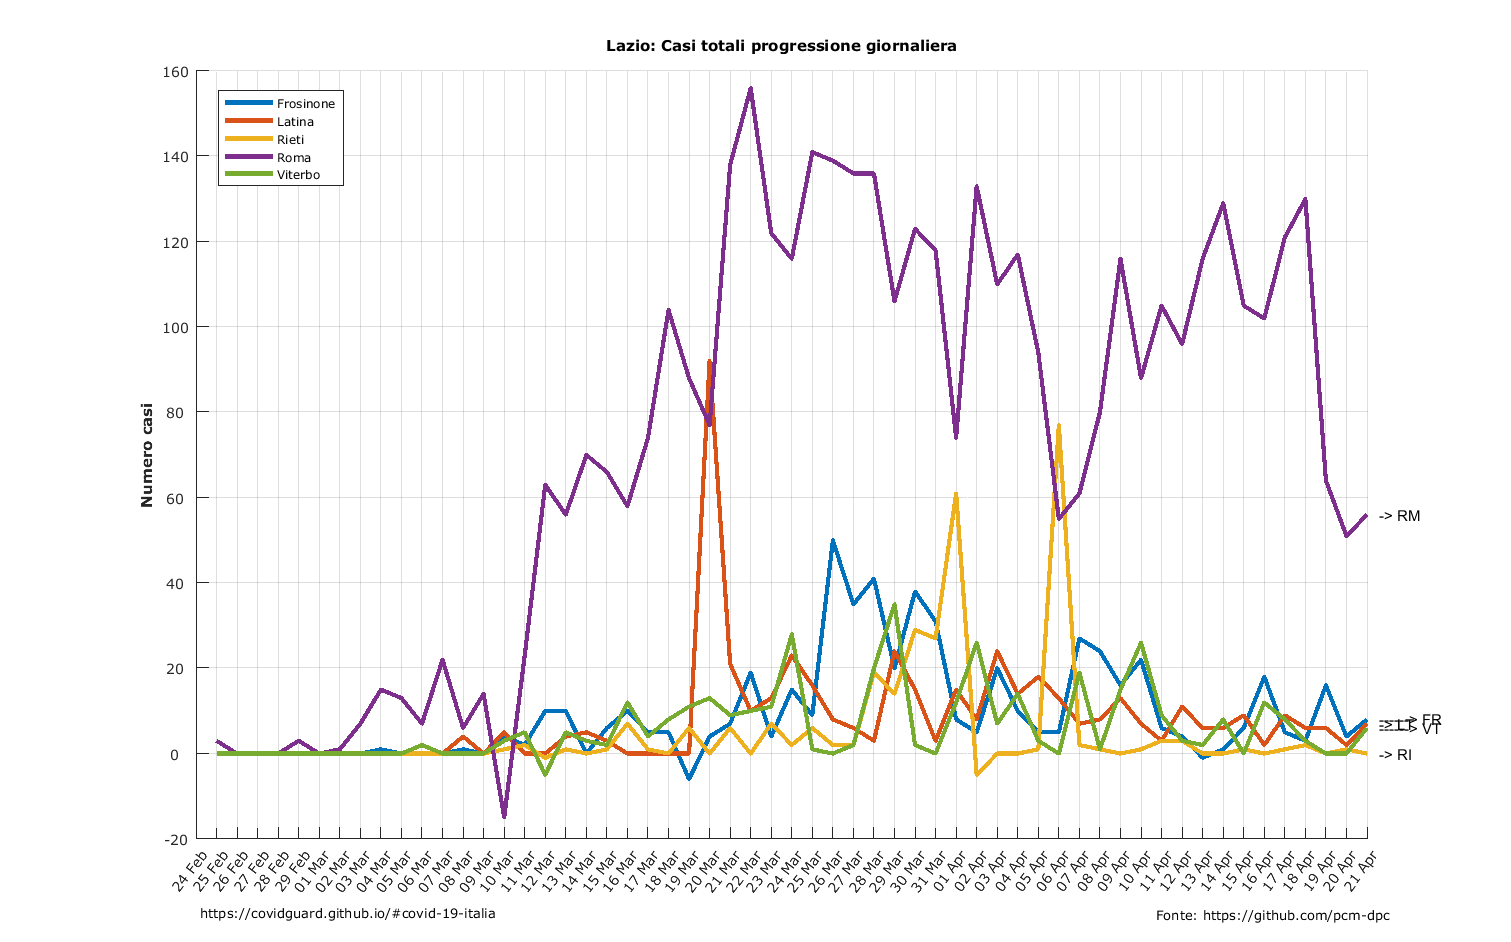 Lazio: Casi totali progressione giornaliera
160
140
120
100
80
60
40
20
0
-20
Numero casi
Frosinone
Latina
Rieti
Roma
Viterbo
-> RM
-> FR
-> LT
-> VT
-> RI
24 Feb
25 Feb
26 Feb
27 Feb
28 Feb
29 Feb
01 Mar
02 Mar
03 Mar
04 Mar
05 Mar
06 Mar
07 Mar
08 Mar
09 Mar
10 Mar
11 Mar
12 Mar
13 Mar
14 Mar
15 Mar
16 Mar
17 Mar
18 Mar
19 Mar
20 Mar
21 Mar
22 Mar
23 Mar
24 Mar
25 Mar
26 Mar
27 Mar
28 Mar
29 Mar
30 Mar
31 Mar
01 Apr
02 Apr
03 Apr
04 Apr
05 Apr
06 Apr
07 Apr
08 Apr
09 Apr
10 Apr
11 Apr
12 Apr
13 Apr
14 Apr
15 Apr
16 Apr
17 Apr
18 Apr
19 Apr
20 Apr
21 Apr
https://covidguard.github.io/#covid-19-italia
Fonte: https://github.com/pcm-dpc